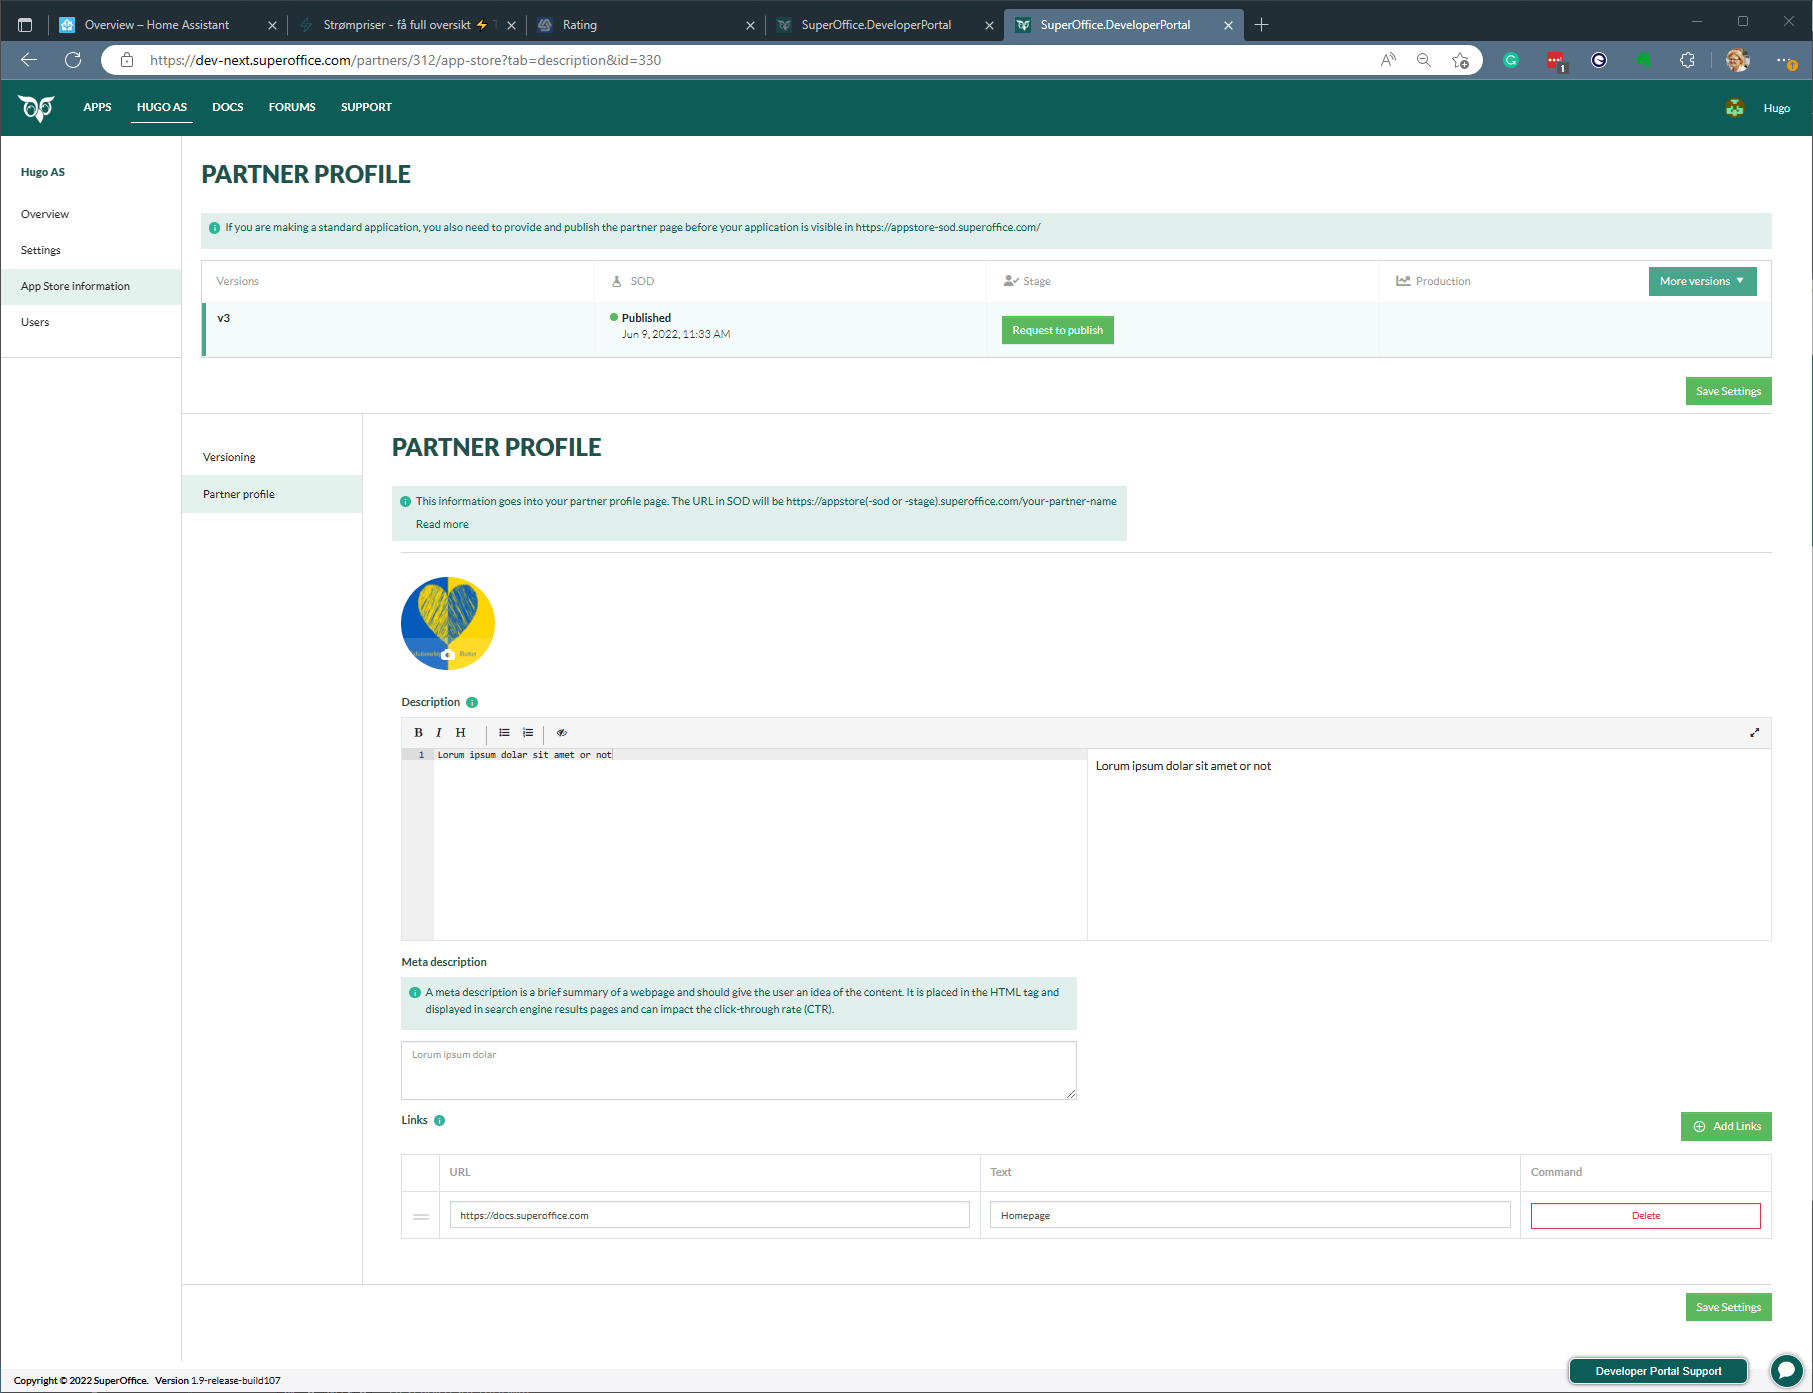 Overview – Home Assistant
Strømpriser - få full oversikt ⚡
Rating
SuperOffice.DeveloperPortal
SuperOffice.DeveloperPortal
https://dev-next.superoffice.com/partners/312/app-store?tab=description&id=330
1
APPS
HUGO AS
DOCS
FORUMS
SUPPORT
Hugo
Hugo AS
Overview
Settings
App Store information
Users
PARTNER PROFILE
If you are making a standard application, you also need to provide and publish the partner page before your application is visible in https://appstore-sod.superoffice.com/
Versions
SOD
Stage
Production
More versions
v3
Published
Jun 9, 2022, 11:33 AM
Request to publish
Save Settings
Versioning
Partner profile
PARTNER PROFILE
This information goes into your partner profile page. The URL in SOD will be https://appstore(-sod or -stage).superoffice.com/your-partner-name
Read more
Description
B I H
1 Lorum ipsum dolar sit amet or not
Lorum ipsum dolar sit amet or not
Meta description
A meta description is a brief summary of a webpage and should give the user an idea of the content. It is placed in the HTML tag and
displayed in search engine results pages and can impact the click-through rate (CTR).
Lorum ipsum dolar
Links
Add Links
URL
Text
Command
https://docs.superoffice.com
Homepage
Delete
Save Settings
Copyright © 2022 SuperOffice. Version 1.9-release-build107
Developer Portal Support